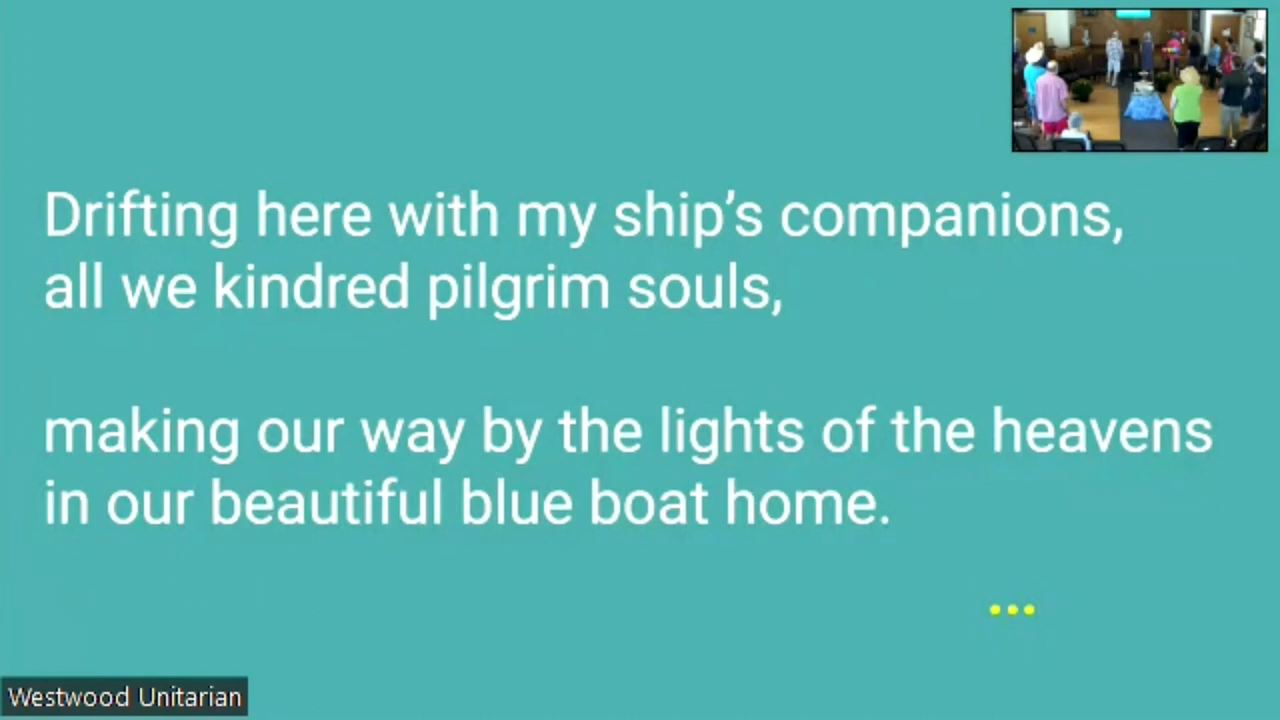 Drifting here with my ship’s companions,
all we kindred pilgrim souls,
making our way by the lights of the heavens
in our beautiful blue boat home.
...
Westwood Unitarian